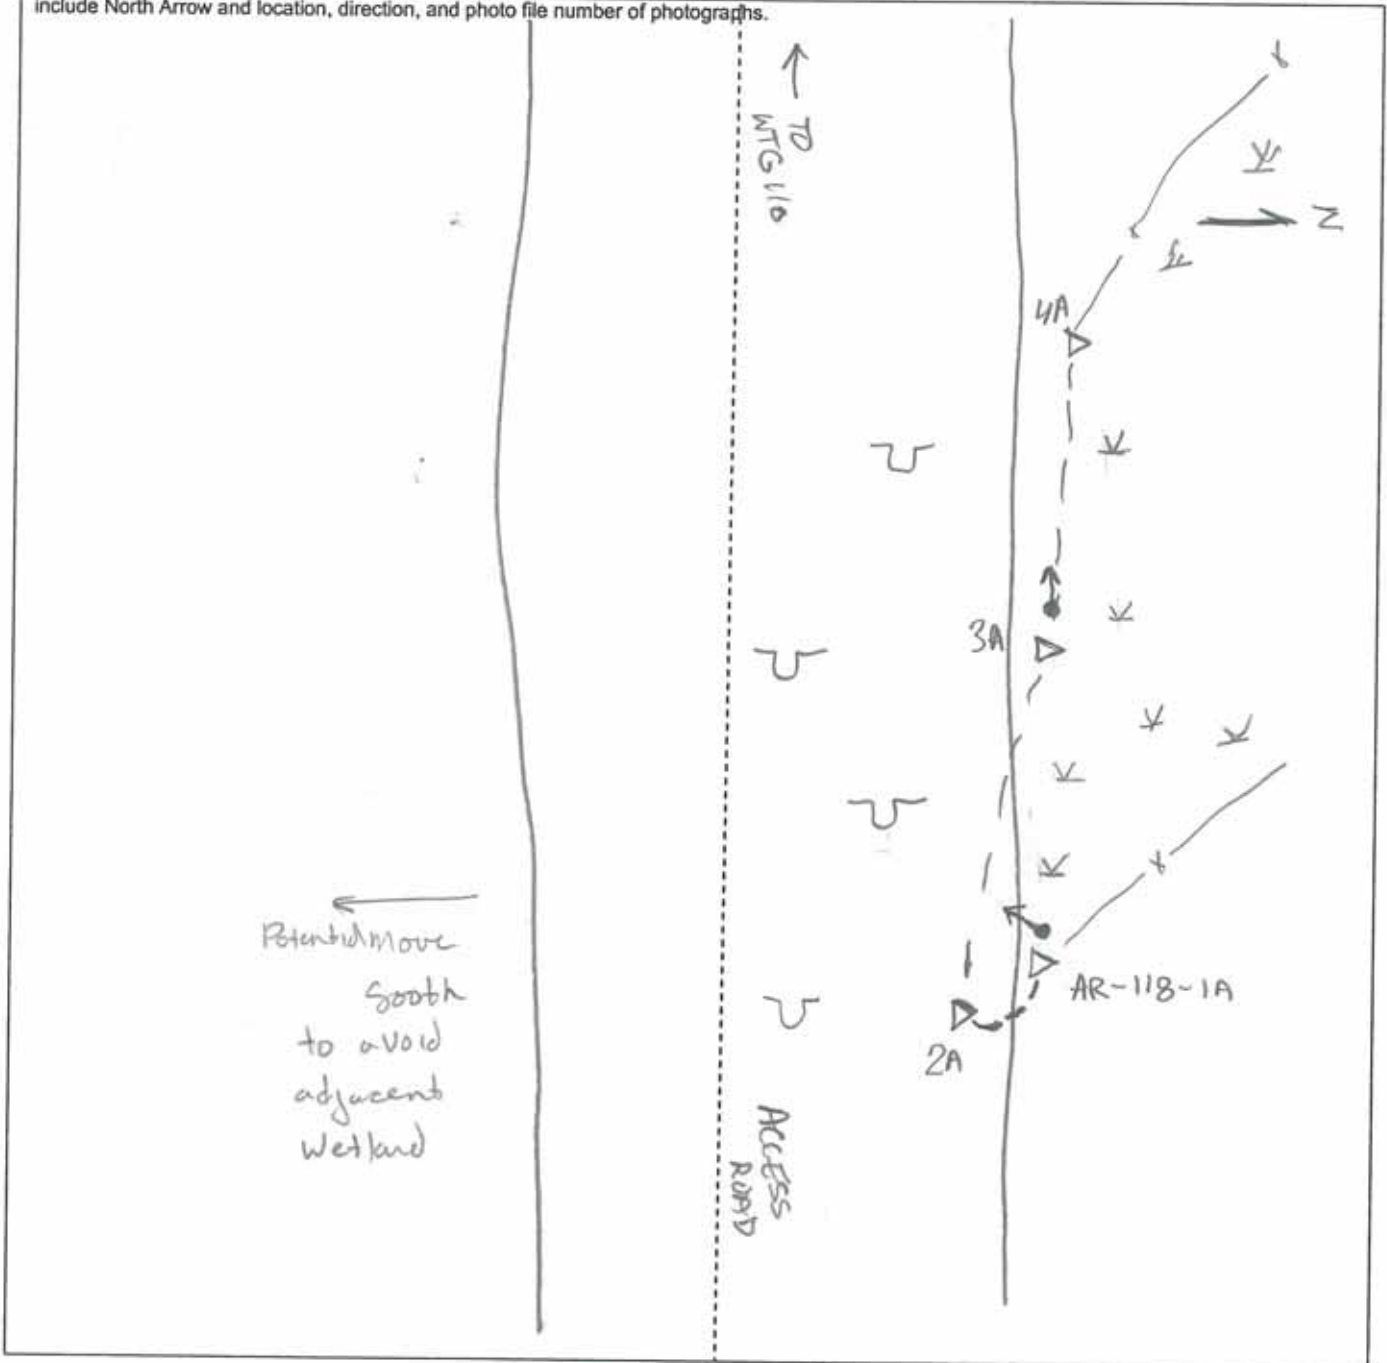 include North Arrow and location, direction, and photo file number of photographs.
TO
WTG 110
N
4A
3A
AR-118-1A
2A
Potential Move
South
to avoid
adjacent
Wetland
ACCESS
ROAD